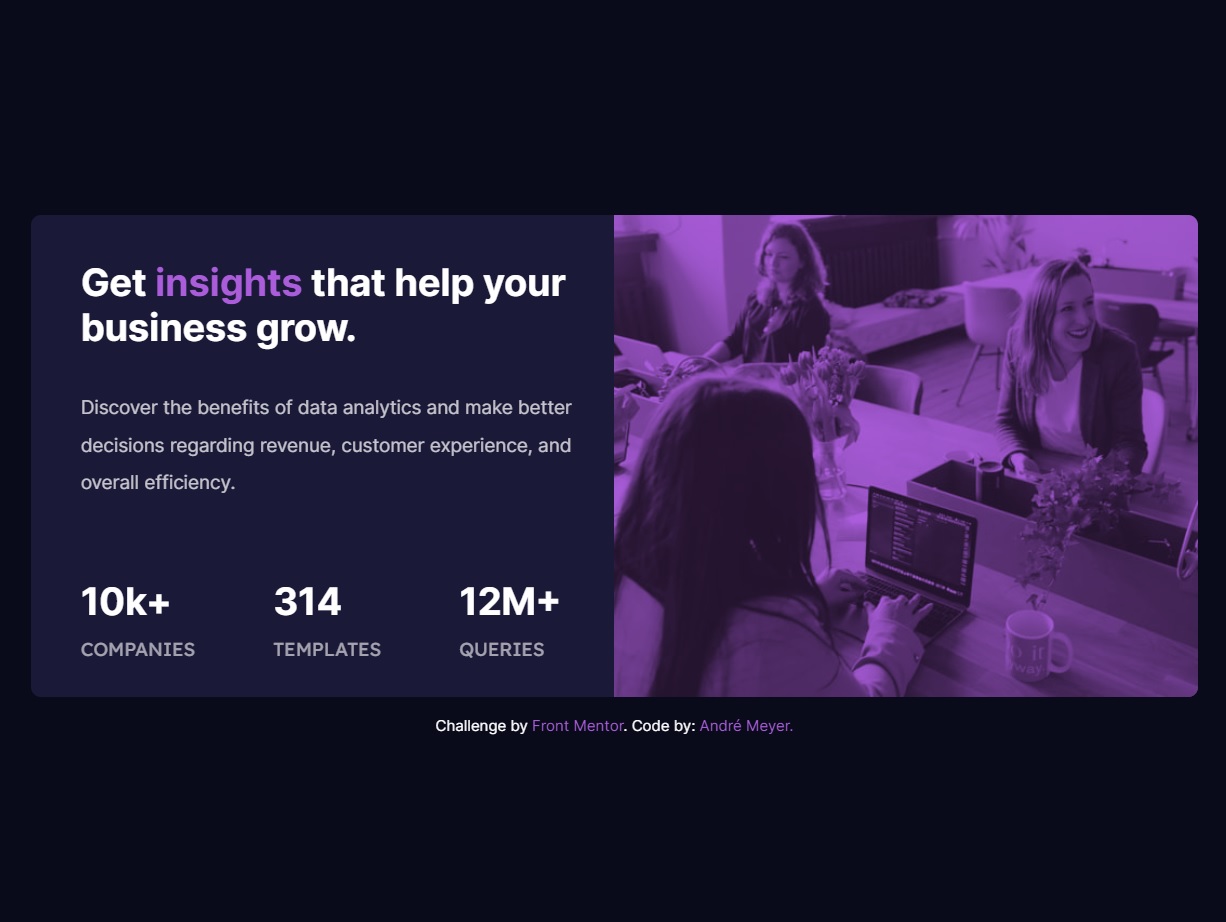 Get insights that help your
business grow.
Discover the benefits of data analytics and make better
decisions regarding revenue, customer experience, and
overall efficiency.
10k+ 314 12M+
COMPANIES TEMPLATES QUERIES
it
Challenge by Front Mentor. Code by: André Meyer.